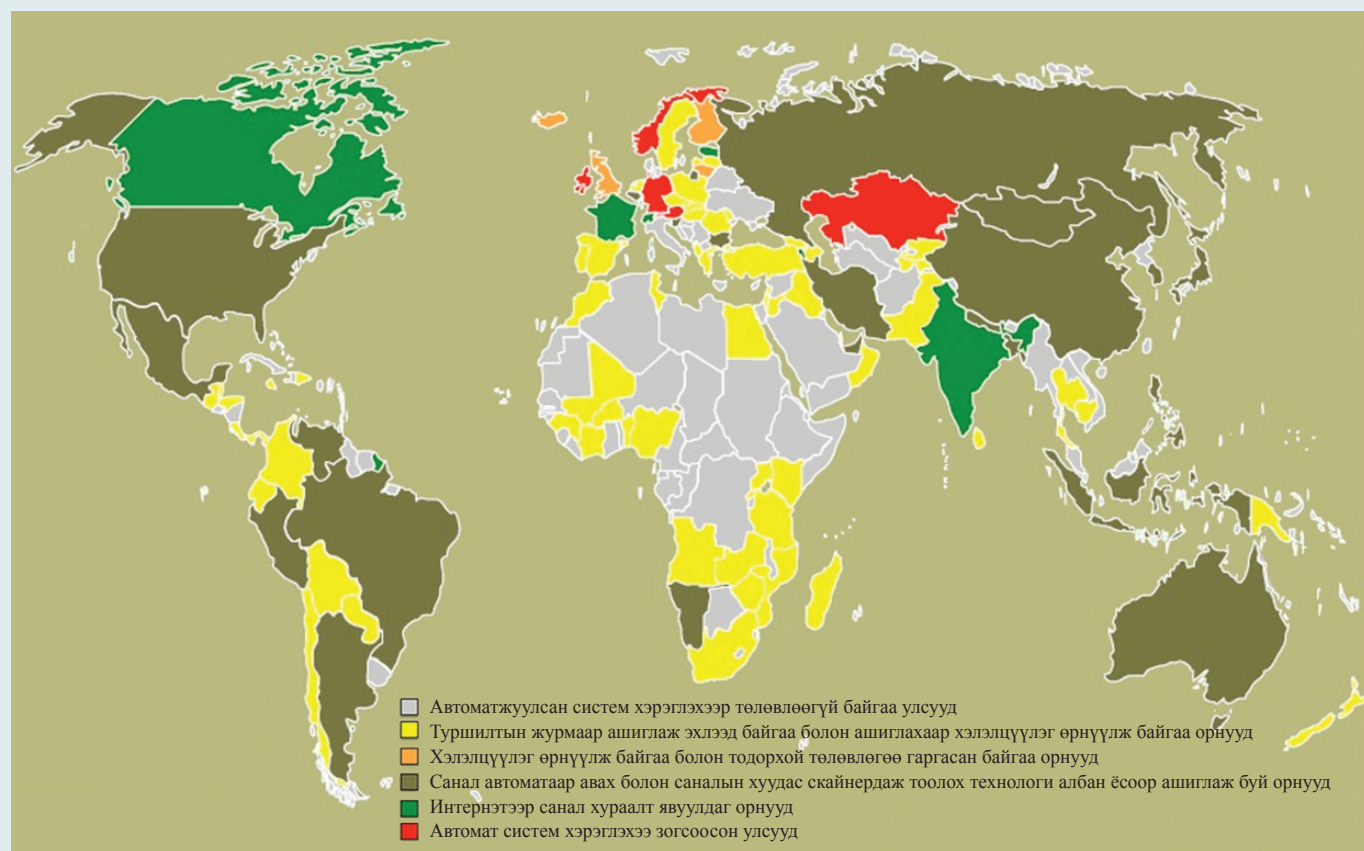 Автоматжуулсан систем хэрэглэхээр төлөвлөөгүй байгаа улсууд
Туршилтын журмаар ашиглаж эхлээд байгаа болон ашиглахаар хэлэлцүүлэг өрнүүлж байгаа орнууд
Хэлэлцүүлэг өрнүүлж байгаа болон тодорхой төлөвлөгөө гаргасан байгаа орнууд
Санал автоматаар авах болон саналын хуудас скайнердаж тоолох технологи албан ёсоор ашиглаж буй орнууд
Интернэтээр санал хураалт явуулдаг орнууд
Автомат систем хэрэглэхээ зогсоосон улсууд